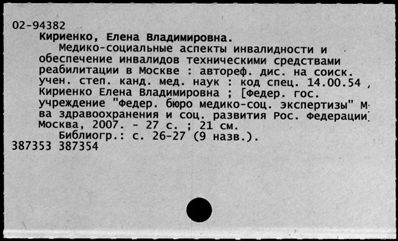 02-94382
Кириенко, Елена Владимировна.
Медико-социальные аспекты инвалидности и
обеспечение инвалидов техническими средствами
реабилитации в Москве : автореф. дис. на соиск.
учен. степ. канд. мед. наук : код спец. 14.00.54 /
Кириенко Елена Владимировна ; [Федер. гос.
учреждение "Федер. бюро медико-соц. экспертизы" М-
ва здравоохранения и соц. развития Рос. Федерации]
Москва, 2007. - 27 с. ; 21 см.
Библиогр.: с. 26-27 (9 назв.).
387353 387354